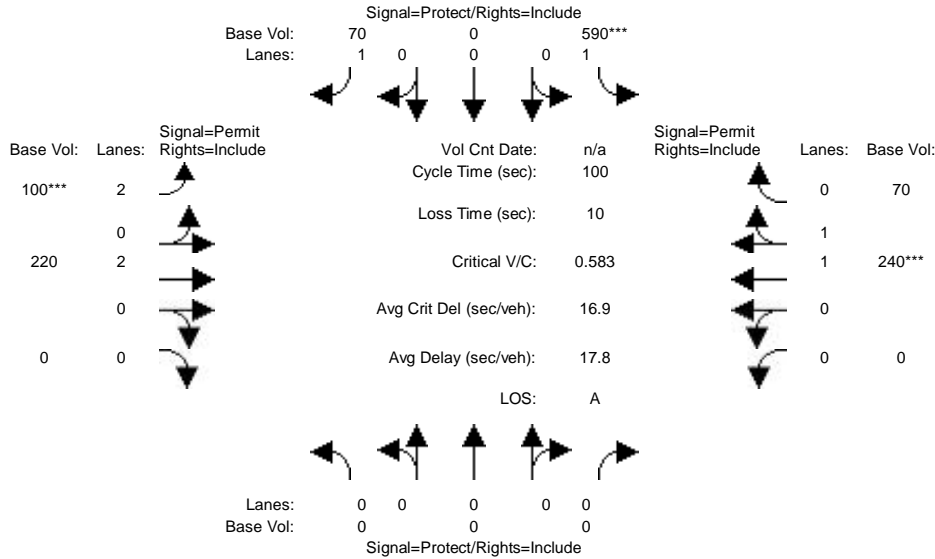 Signal=Protect/Rights=Include
Base Vol: 70 0 590***
Lanes: 1 0 0 0 1
Signal=Permit Signal=Permit
Base Vol: Lanes: Rights=Include Vol Cnt Date: n/a Rights=Include Lanes: Base Vol:
Cycle Time (sec): 100
100*** 2 0 70
Loss Time (sec): 10
0 1
220 2 Critical V/C: 0.583 1 240***
0 Avg Crit Del (sec/veh): 16.9 0
0 0 Avg Delay (sec/veh): 17.8 0 0
LOS: A
Lanes: 0 0 0 0 0
Base Vol: 0 0 0
Signal=Protect/Rights=Include